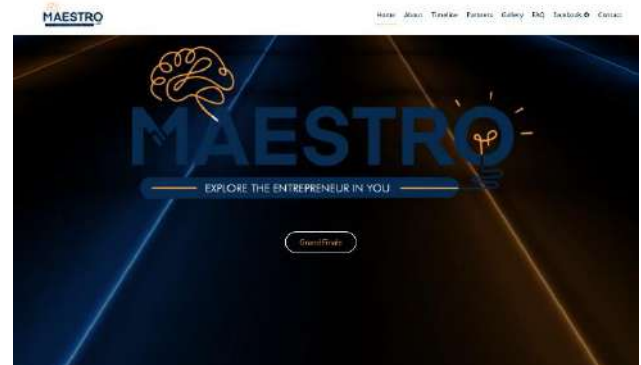 MAESTRO
Home About Timeline Partners Gallery FAQ Facebook Contact
MAESTRO
EXPLORE THE ENTREPRENEUR IN YOU
Grand Finale